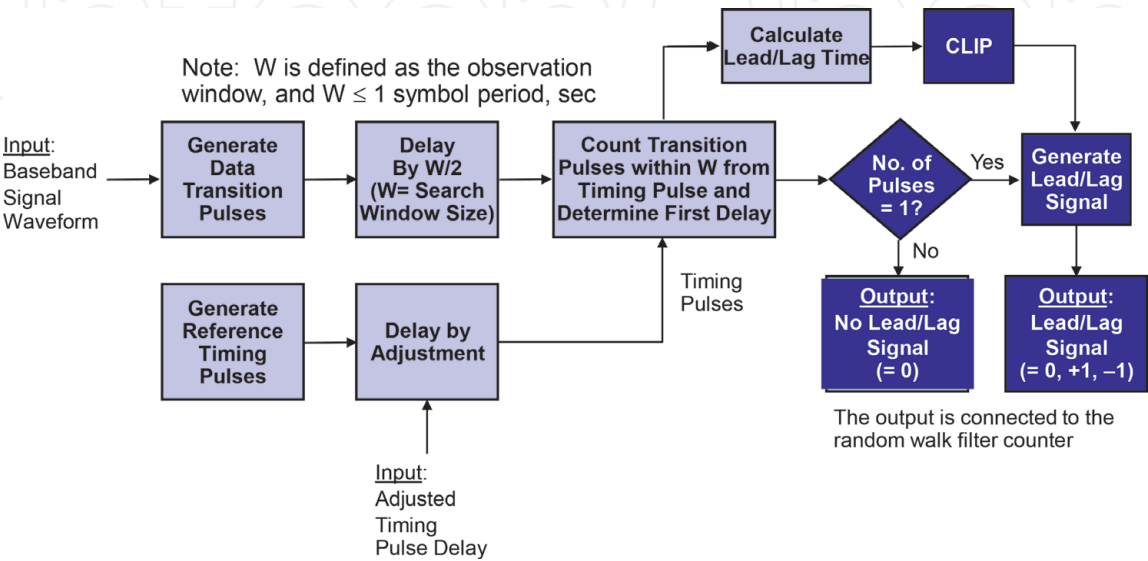 Note: W is defined as the observation
window, and W ≤ 1 symbol period, sec
Calculate
Lead/Lag Time
CLIP
Input:
Baseband
Signal
Waveform
Generate
Data
Transition
Pulses
Delay
By W/2
(W= Search
Window Size)
Count Transition
Pulses within W from
Timing Pulse and
Determine First Delay
No. of
Pulses
= 1?
Yes
Generate
Lead/Lag
Signal
No
Generate
Reference
Timing
Pulses
Delay by
Adjustment
Timing
Pulses
Output:
No Lead/Lag
Signal
(= 0)
Output:
Lead/Lag
Signal
(= 0, +1, –1)
The output is connected to the
random walk filter counter
Input:
Adjusted
Timing
Pulse Delay